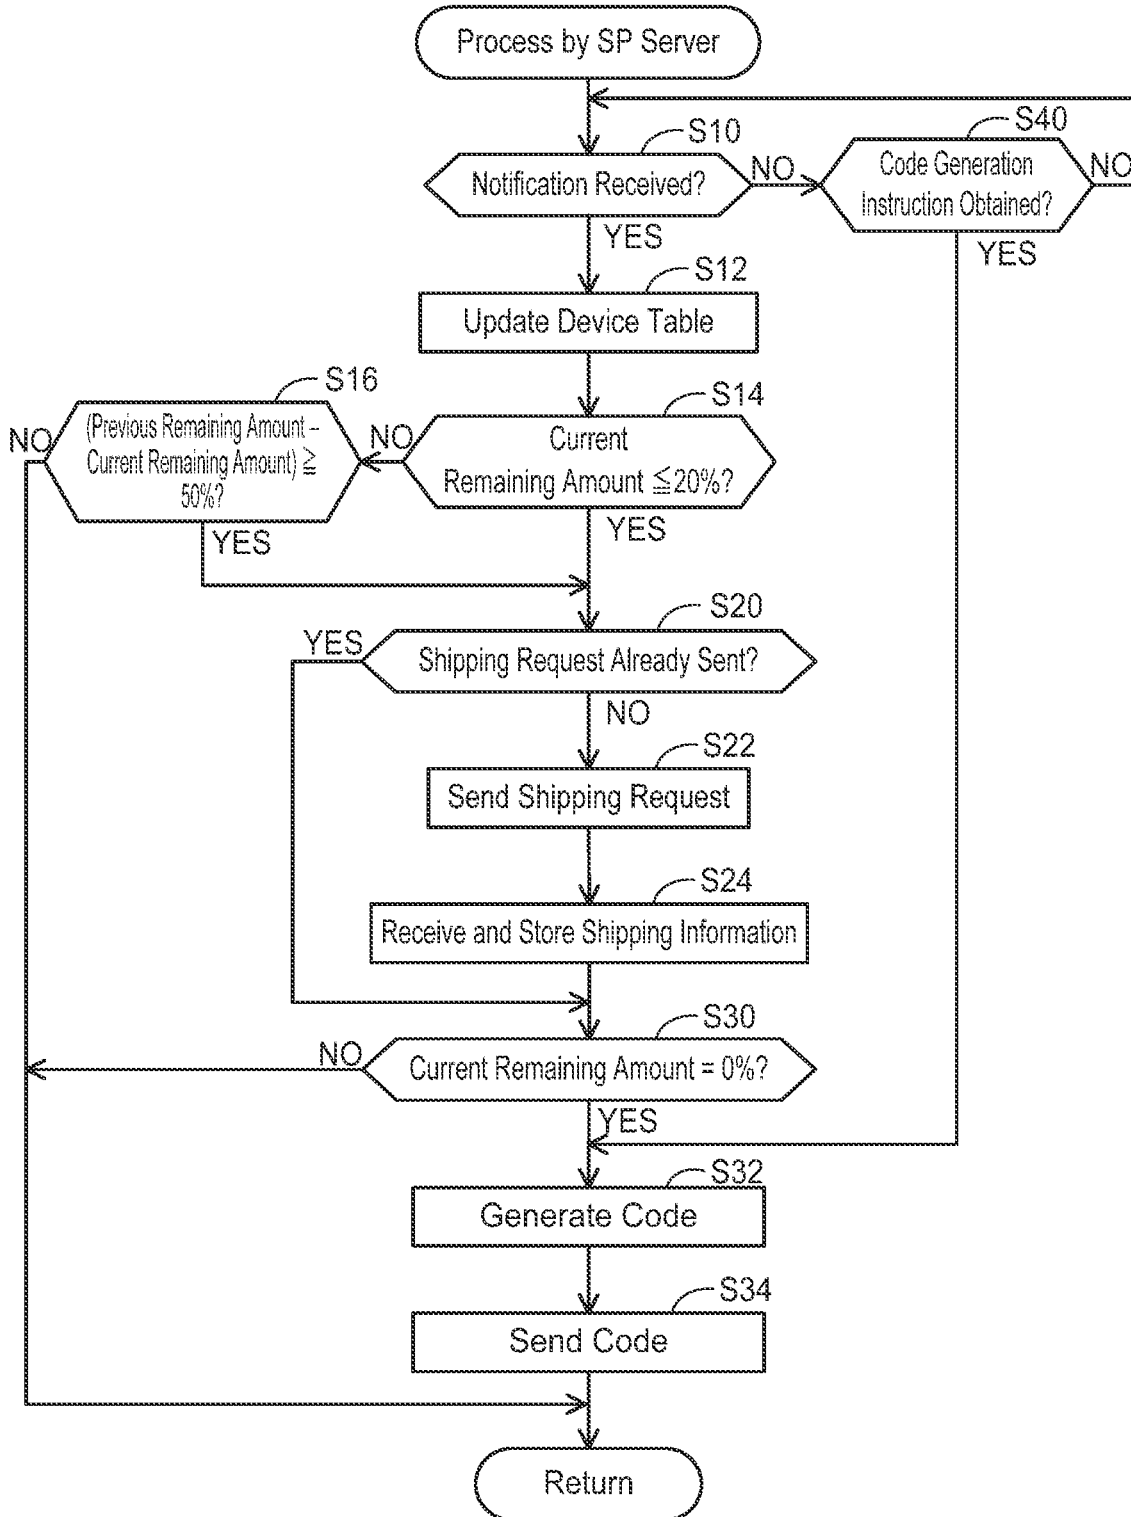 Process by SP Server
S10
Notification Received?
NO
YES
S40
Code Generation
Instruction Obtained?
NO
YES
S12
Update Device Table
S14
Current
Remaining Amount ≦20%?
NO
YES
S16
(Previous Remaining Amount –
Current Remaining Amount) ≧
50%?
NO
YES
S20
Shipping Request Already Sent?
YES
NO
S22
Send Shipping Request
S24
Receive and Store Shipping Information
S30
Current Remaining Amount = 0%?
NO
YES
S32
Generate Code
S34
Send Code
Return